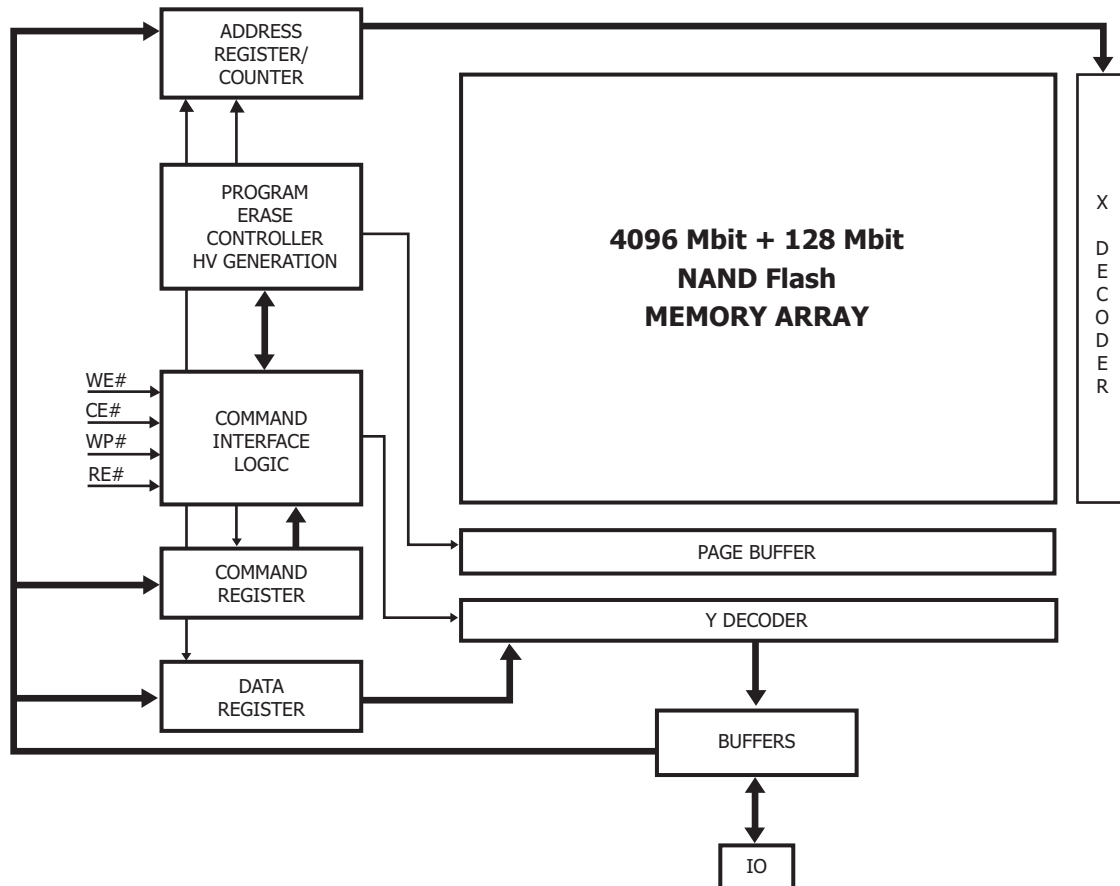 ADDRESS
REGISTER/
COUNTER
PROGRAM
ERASE
CONTROLLER
HV GENERATION
4096 Mbit + 128 Mbit
NAND Flash
MEMORY ARRAY
X
D
E
C
O
D
E
R
WE#
CE#
WP#
RE#
COMMAND
INTERFACE
LOGIC
PAGE BUFFER
COMMAND
REGISTER
Y DECODER
DATA
REGISTER
BUFFERS
IO